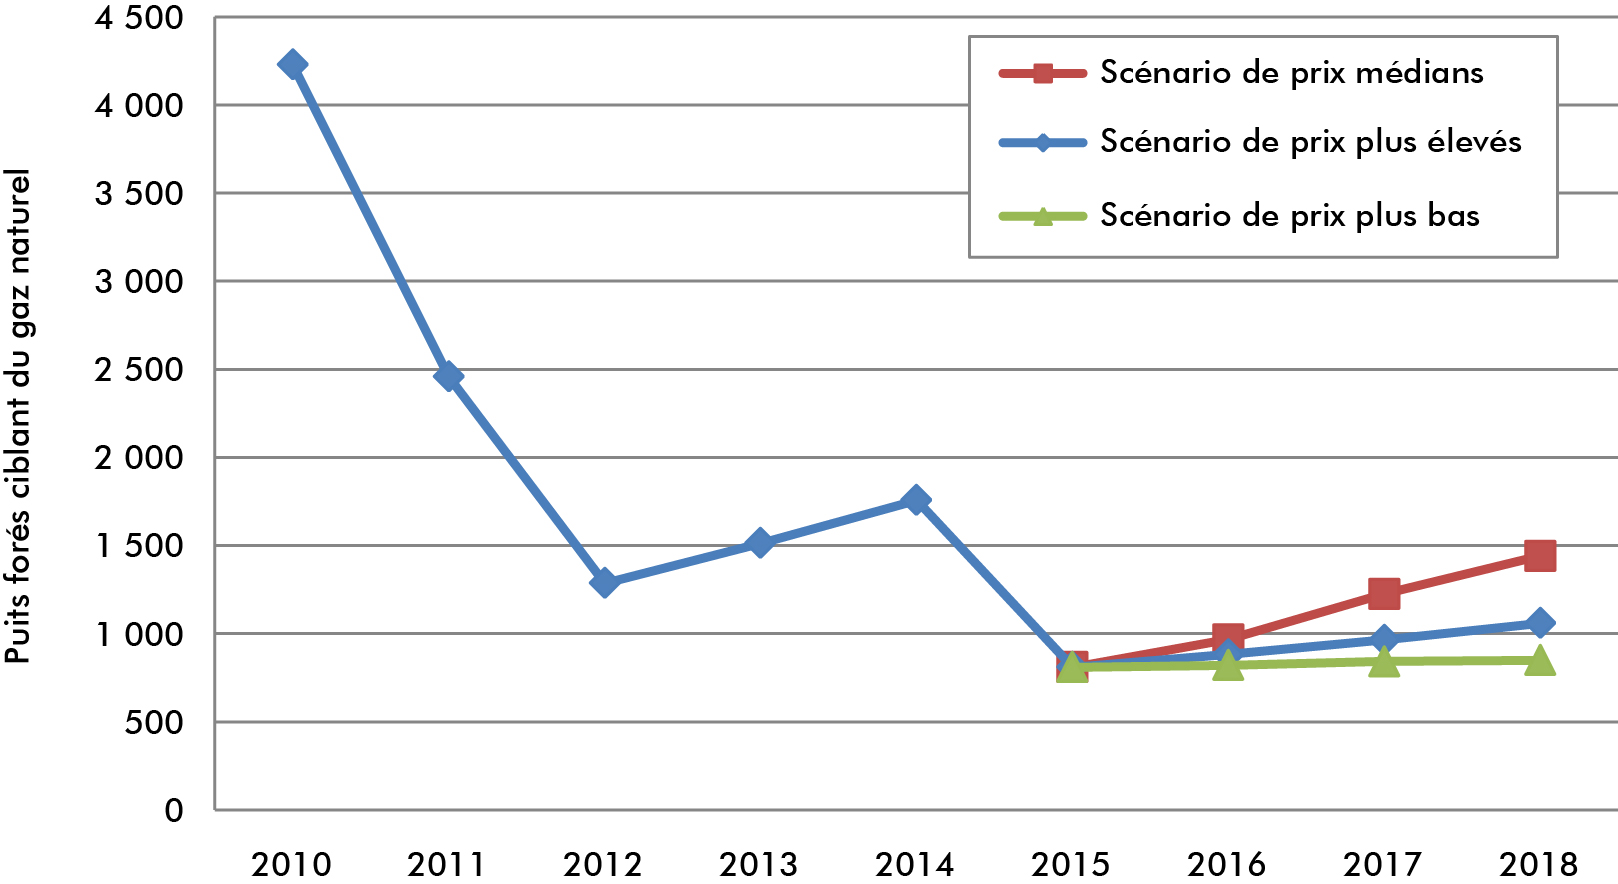 Puits forés ciblant du gaz naturel
4 500
4 000
3 500
3 000
2 500
2 000
1 500
1 000
500
0
Scénario de prix médians
Scénario de prix plus élevés
Scénario de prix plus bas
2010 2011 2012 2013 2014 2015 2016 2017 2018